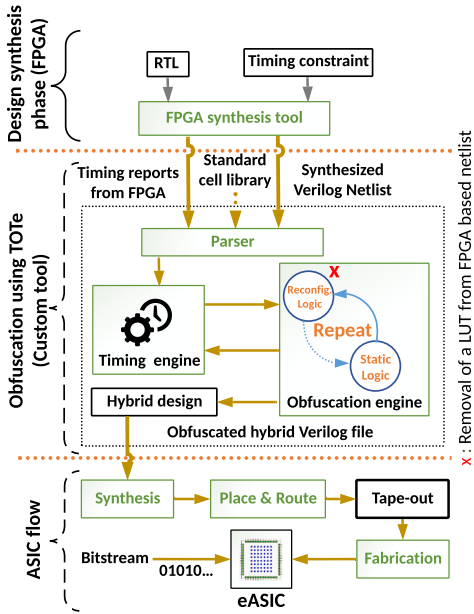 Design synthesis
phase (FPGA)
RTL
Timing constraint
FPGA synthesis tool
Obfuscation using TOTe
(Custom tool)
Timing reports
from FPGA
Standard
cell library
Synthesized
Verilog Netlist
Parser
Timing engine
X
Reconfig.
Logic
Repeat
Static
Logic
Obfuscation engine
Hybrid design
Obfuscated hybrid Verilog file
X : Removal of a LUT from FPGA based netlist
ASIC flow
Synthesis
Place & Route
Tape-out
Bitstream
01010...
eASIC
Fabrication